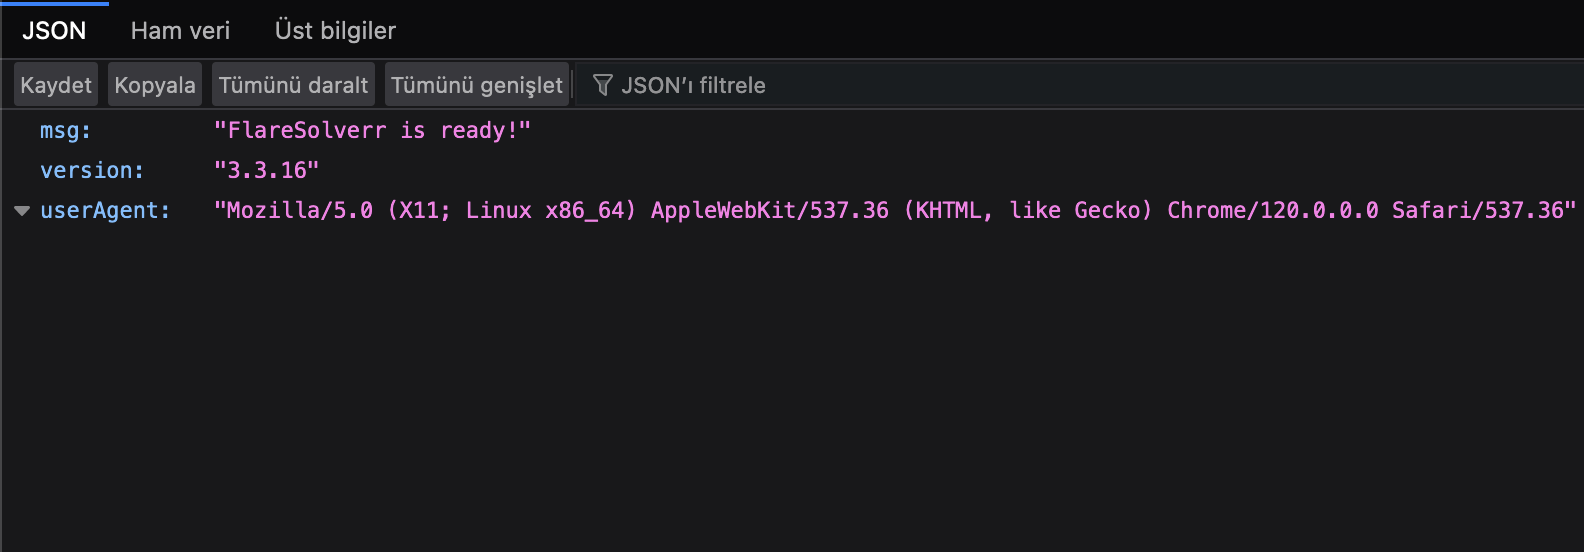 JSON Ham veri Üst bilgiler
Kaydet Kopyala Tümünü daralt Tümünü genişlet JSON’ı filtrele
msg: "FlareSolverr is ready!"
version: "3.3.16"
userAgent: "Mozilla/5.0 (X11; Linux x86_64) AppleWebKit/537.36 (KHTML, like Gecko) Chrome/120.0.0.0 Safari/537.36"